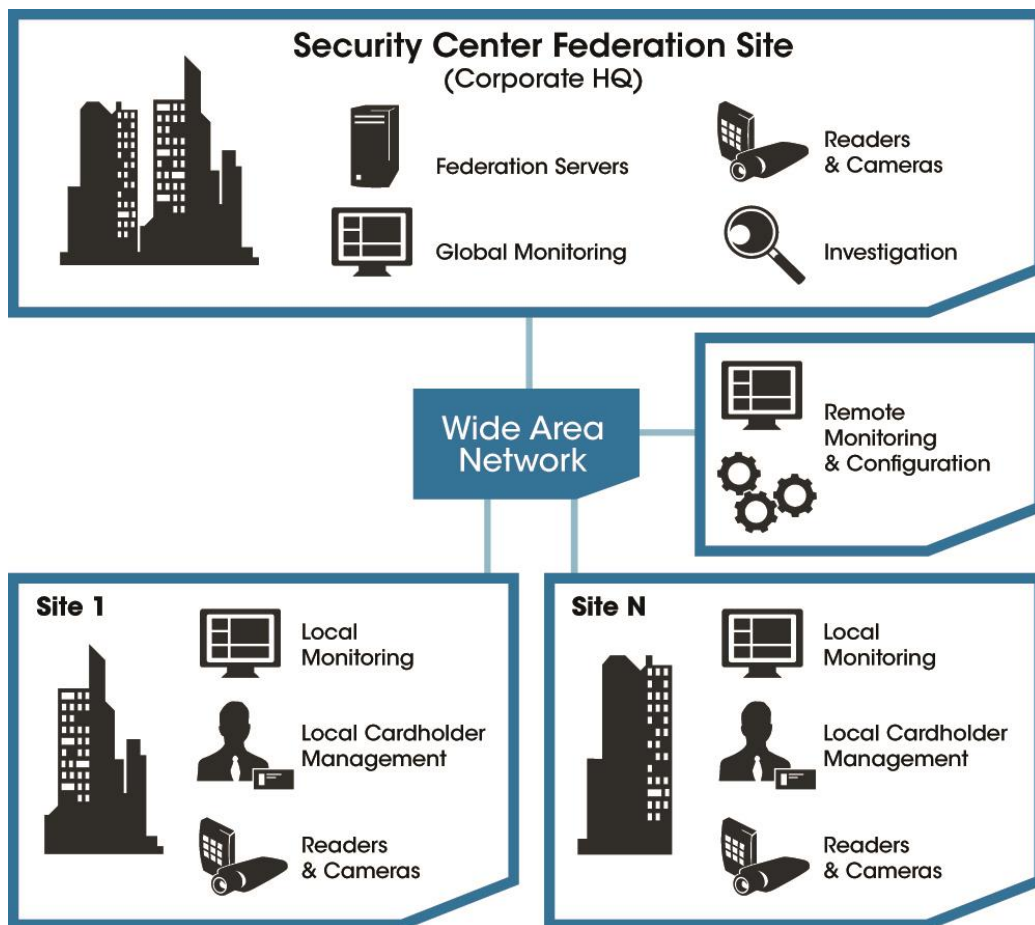 Security Center Federation Site
(Corporate HQ)
Federation Servers
Readers
& Cameras
Global Monitoring
Investigation
Wide Area
Network
Remote
Monitoring
& Configuration
Site 1
Local
Monitoring
Local Cardholder
Management
Readers
& Cameras
Site N
Local
Monitoring
Local Cardholder
Management
Readers
& Cameras